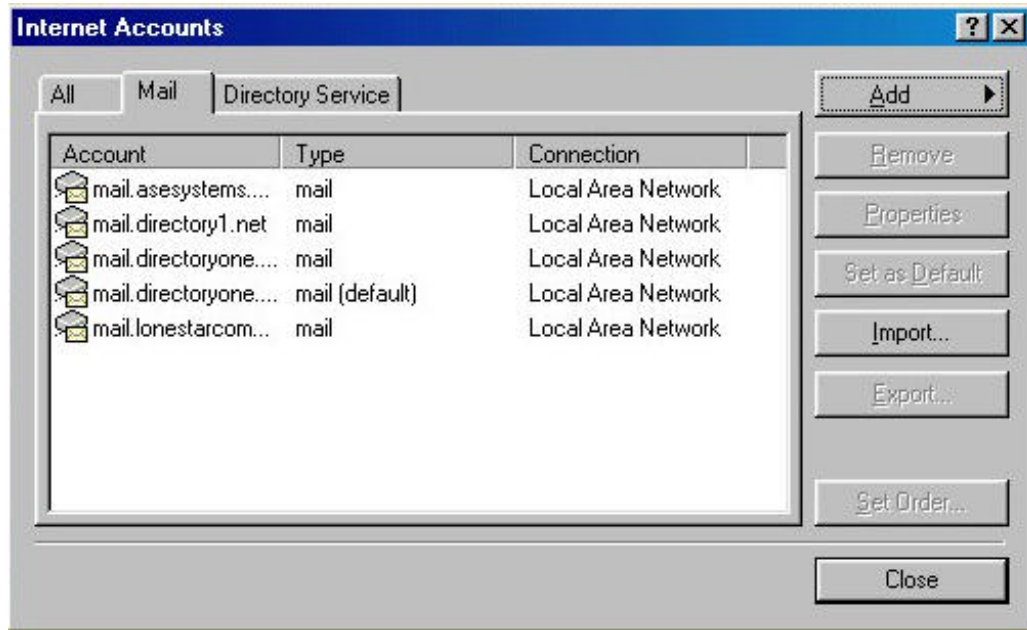 Internet Accounts
All Mail Directory Service
Add
Account Type Connection
Remove
mail.asesystems.... mail Local Area Network
mail.directory1.net mail Local Area Network
Properties
mail.directoryone.... mail Local Area Network
Set as Default
mail.directoryone.... mail (default) Local Area Network
mail.lonestarcom... mail Local Area Network
Import...
Export...
Set Order...
Close